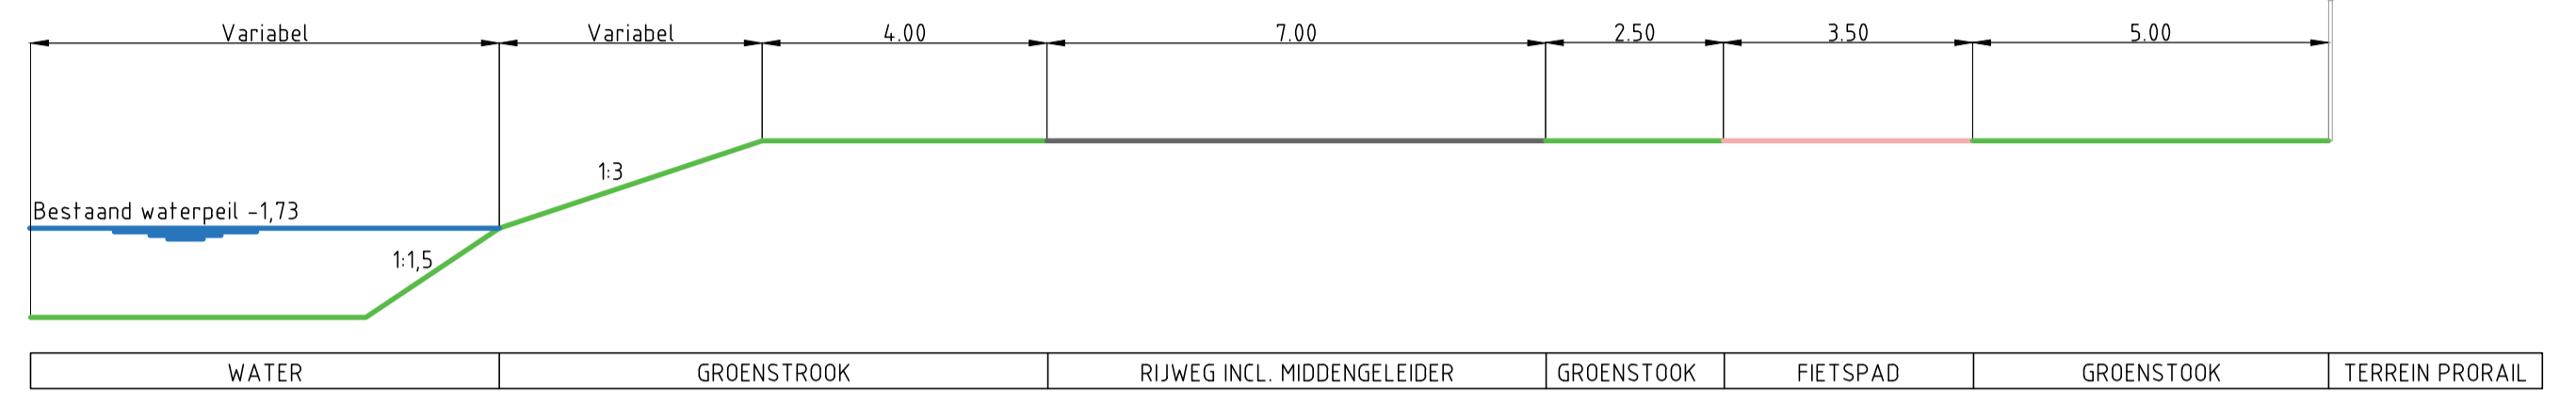 Variabel
Variabel
4.00
7.00
2.50
3.50
5.00
1:3
Bestaand waterpeil -1,73
1:1,5
WATER
GROENSTROOK
RIJWEG INCL. MIDDENGELEIDER
GROENSTOOK
FIETSPAD
GROENSTOOK
TERREIN PRORAIL